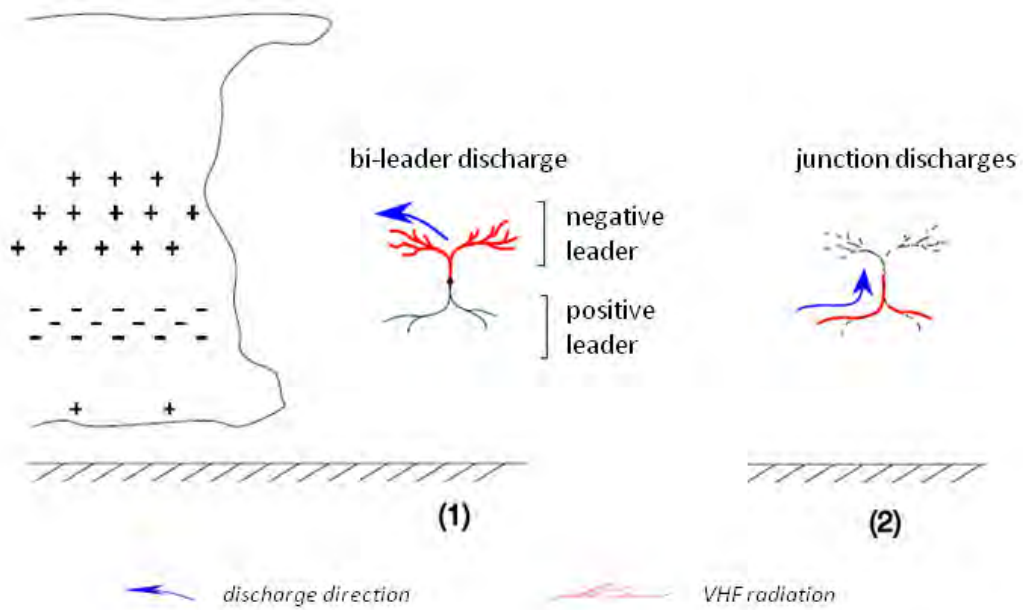 + + +
+ + + + +
+ + + + +
- - - - -
- - - -
- - - - -
+ +
bi-leader discharge
negative
leader
positive
leader
(1)
junction discharges
(2)
discharge direction
VHF radiation